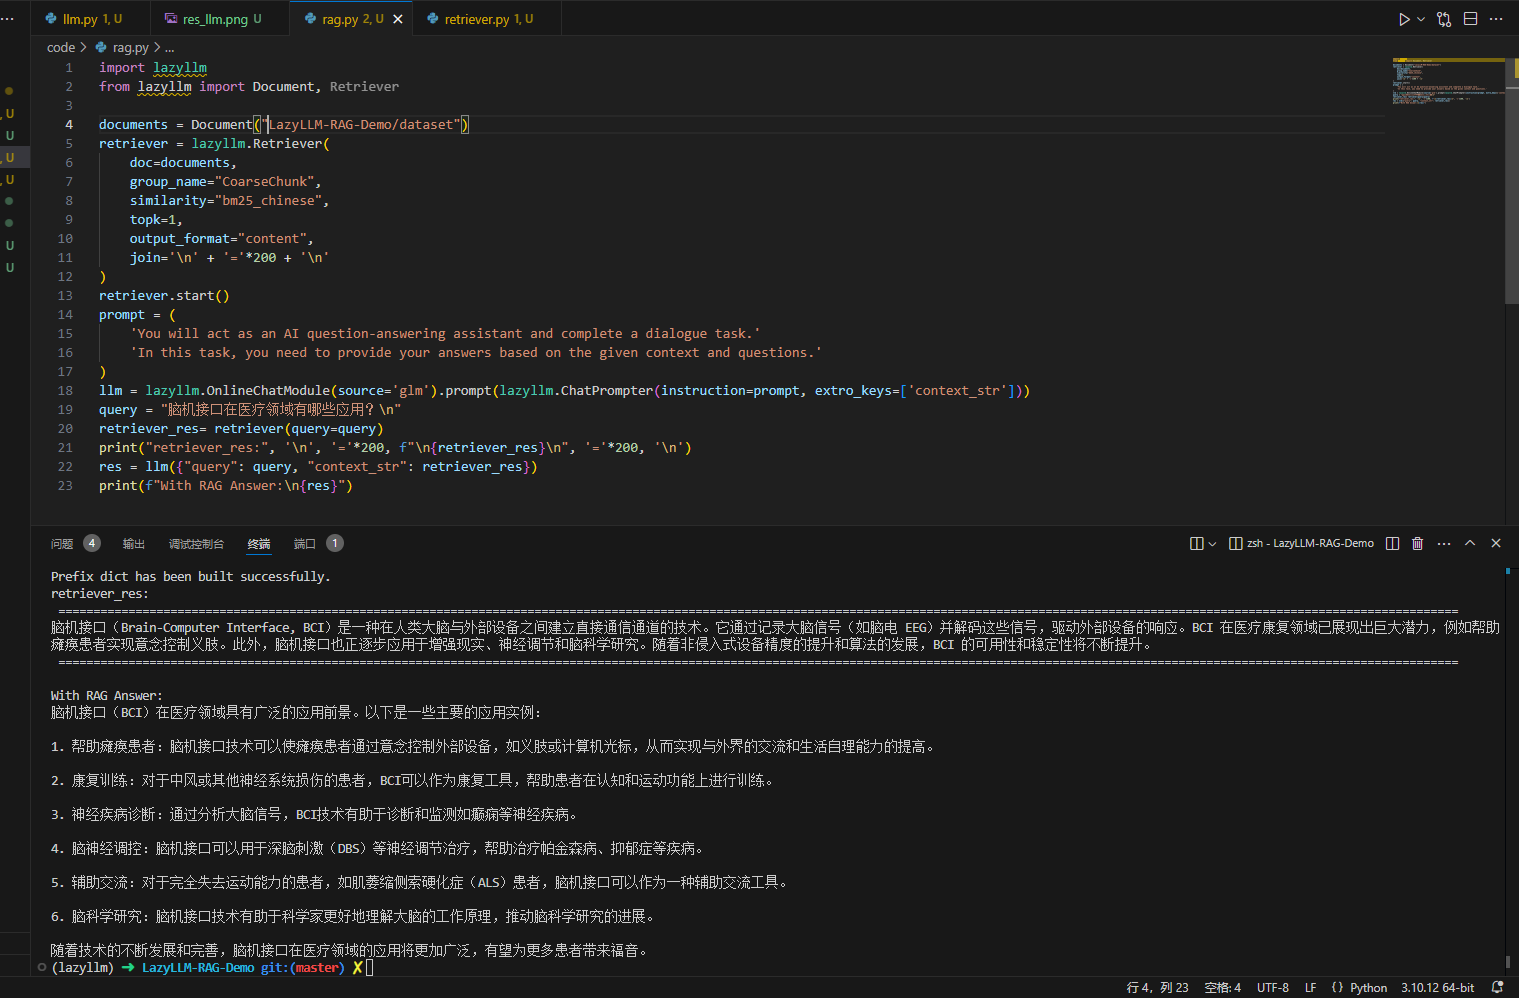 llm.py 1, U
res_llm.png U
rag.py 2, U
retriever.py 1, U
code > rag.py > ...
1 import lazyllm
2 from lazyllm import Document, Retriever
3
4 documents = Document("LazyLLM-RAG-Demo/dataset")
5 retriever = lazyllm.Retriever(
6 doc=documents,
7 group_name="CoarseChunk",
8 similarity="bm25_chinese",
9 topk=1,
10 output_format="content",
11 join='\n' + '='*200 + '\n'
12 )
13 retriever.start()
14 prompt = (
15 'You will act as an AI question-answering assistant and complete a dialogue task.'
16 'In this task, you need to provide your answers based on the given context and questions.'
17 )
18 llm = lazyllm.OnlineChatModule(source='glm').prompt(lazyllm.ChatPrompter(instruction=prompt, extro_keys=['context_str']))
19 query = "脑机接口在医疗领域有哪些应用？\n"
20 retriever_res= retriever(query=query)
21 print("retriever_res:", '\n', '='*200, f"\n{retriever_res}\n", '='*200, '\n')
22 res = llm({"query": query, "context_str": retriever_res})
23 print(f"With RAG Answer:\n{res}")
U
U
U
U
U
U
问题 4 输出 调试控制台 终端 端口 1
zsh - LazyLLM-RAG-Demo
Prefix dict has been built successfully.
retriever_res:
========================================================================================================================================================================================================
脑机接口（Brain-Computer Interface, BCI）是一种在人类大脑与外部设备之间建立直接通信通道的技术。它通过记录大脑信号（如脑电 EEG）并解码这些信号，驱动外部设备的响应。BCI 在医疗康复领域已展现出巨大潜力，例如帮助
瘫痪患者实现意念控制义肢。此外，脑机接口也正逐步应用于增强现实、神经调节和脑科学研究。随着非侵入式设备精度的提升和算法的发展，BCI 的可用性和稳定性将不断提升。
========================================================================================================================================================================================================
With RAG Answer:
脑机接口（BCI）在医疗领域具有广泛的应用前景。以下是一些主要的应用实例：
1. 帮助瘫痪患者：脑机接口技术可以使瘫痪患者通过意念控制外部设备，如义肢或计算机光标，从而实现与外界的交流和生活自理能力的提高。
2. 康复训练：对于中风或其他神经系统损伤的患者，BCI可以作为康复工具，帮助患者在认知和运动功能上进行训练。
3. 神经疾病诊断：通过分析大脑信号，BCI技术有助于诊断和监测如癫痫等神经疾病。
4. 脑神经调控：脑机接口可以用于深脑刺激（DBS）等神经调节治疗，帮助治疗帕金森病、抑郁症等疾病。
5. 辅助交流：对于完全失去运动能力的患者，如肌萎缩侧索硬化症（ALS）患者，脑机接口可以作为一种辅助交流工具。
6. 脑科学研究：脑机接口技术有助于科学家更好地理解大脑的工作原理，推动脑科学研究的进展。
随着技术的不断发展和完善，脑机接口在医疗领域的应用将更加广泛，有望为更多患者带来福音。
(lazyllm) ➜ LazyLLM-RAG-Demo git:(master) ✗
行 4，列 23 空格: 4 UTF-8 LF {} Python 3.10.12 64-bit